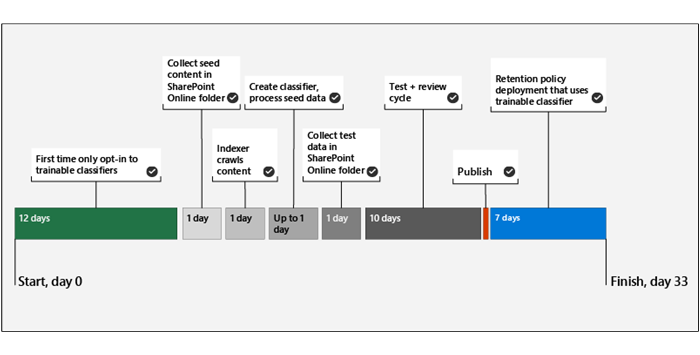 Collect seed
content in
SharePoint
Online folder
Create classifier,
process seed data
Test + review
cycle
Retention policy
deployment that uses
trainable classifier
First time only opt-in to
trainable classifiers
Indexer
crawls
content
Collect test
data in
SharePoint
Online folder
Publish
12 days
1 day
1 day
Up to 1
day
1 day
10 days
7 days
Start, day 0
Finish, day 33